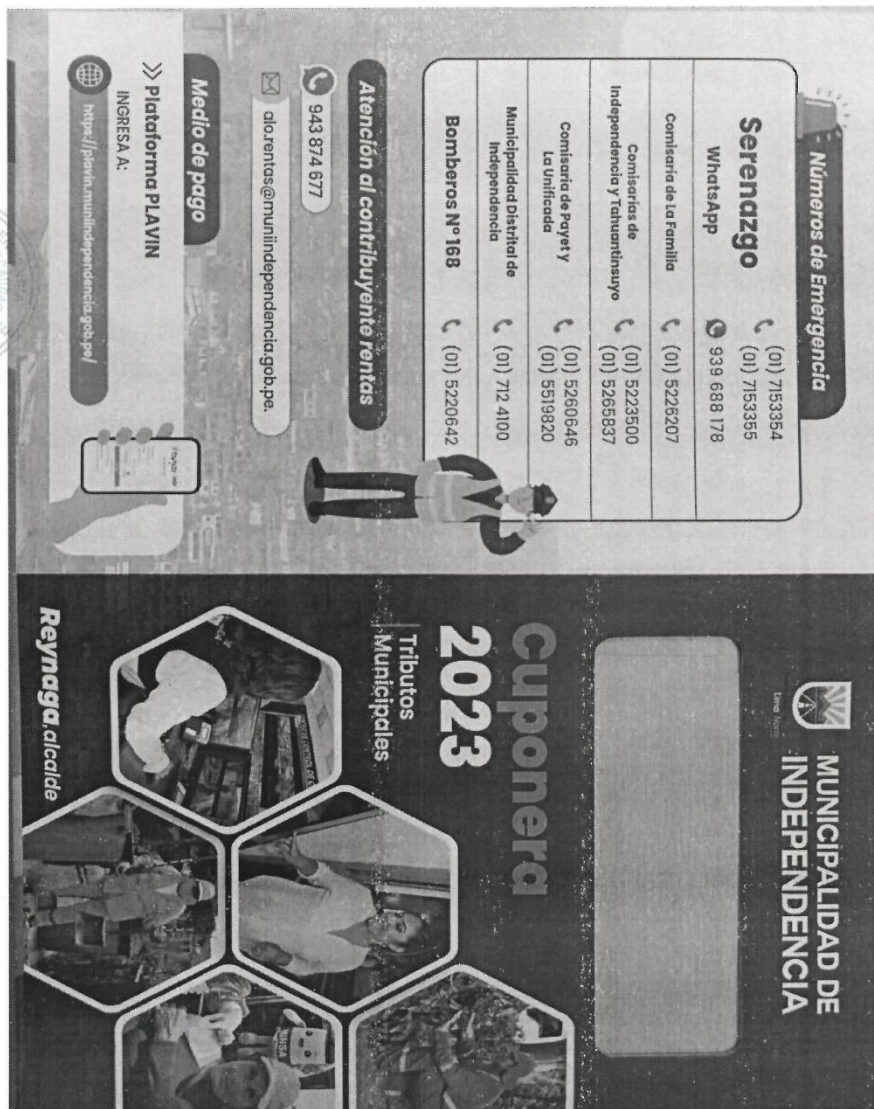 Números de Emergencia
Serenazgo
(01) 7153354
(01) 7153355
WhatsApp
939 688 178
Comisaría de La Familia
(01) 5226207
Comisarías de
Independencia y Tahuantinsuyo
(01) 5223500
(01) 5265837
Comisaría de Payet y
La Unificada
(01) 5260646
(01) 5519820
Municipalidad Distrital de
Independencia
(01) 712 4100
Bomberos Nº 168
(01) 5220642
Atención al contribuyente rentas
943 874 677
alo.rentas@muniindependencia.gob.pe.
Medio de pago
>> Plataforma PLAVIN
INGRESA A:
https://plavin.muniindependencia.gob.pe/
Lima Norte
MUNICIPALIDAD DE
INDEPENDENCIA
Cuponera
2023
Tributos
Municipales
Reynaga, alcalde